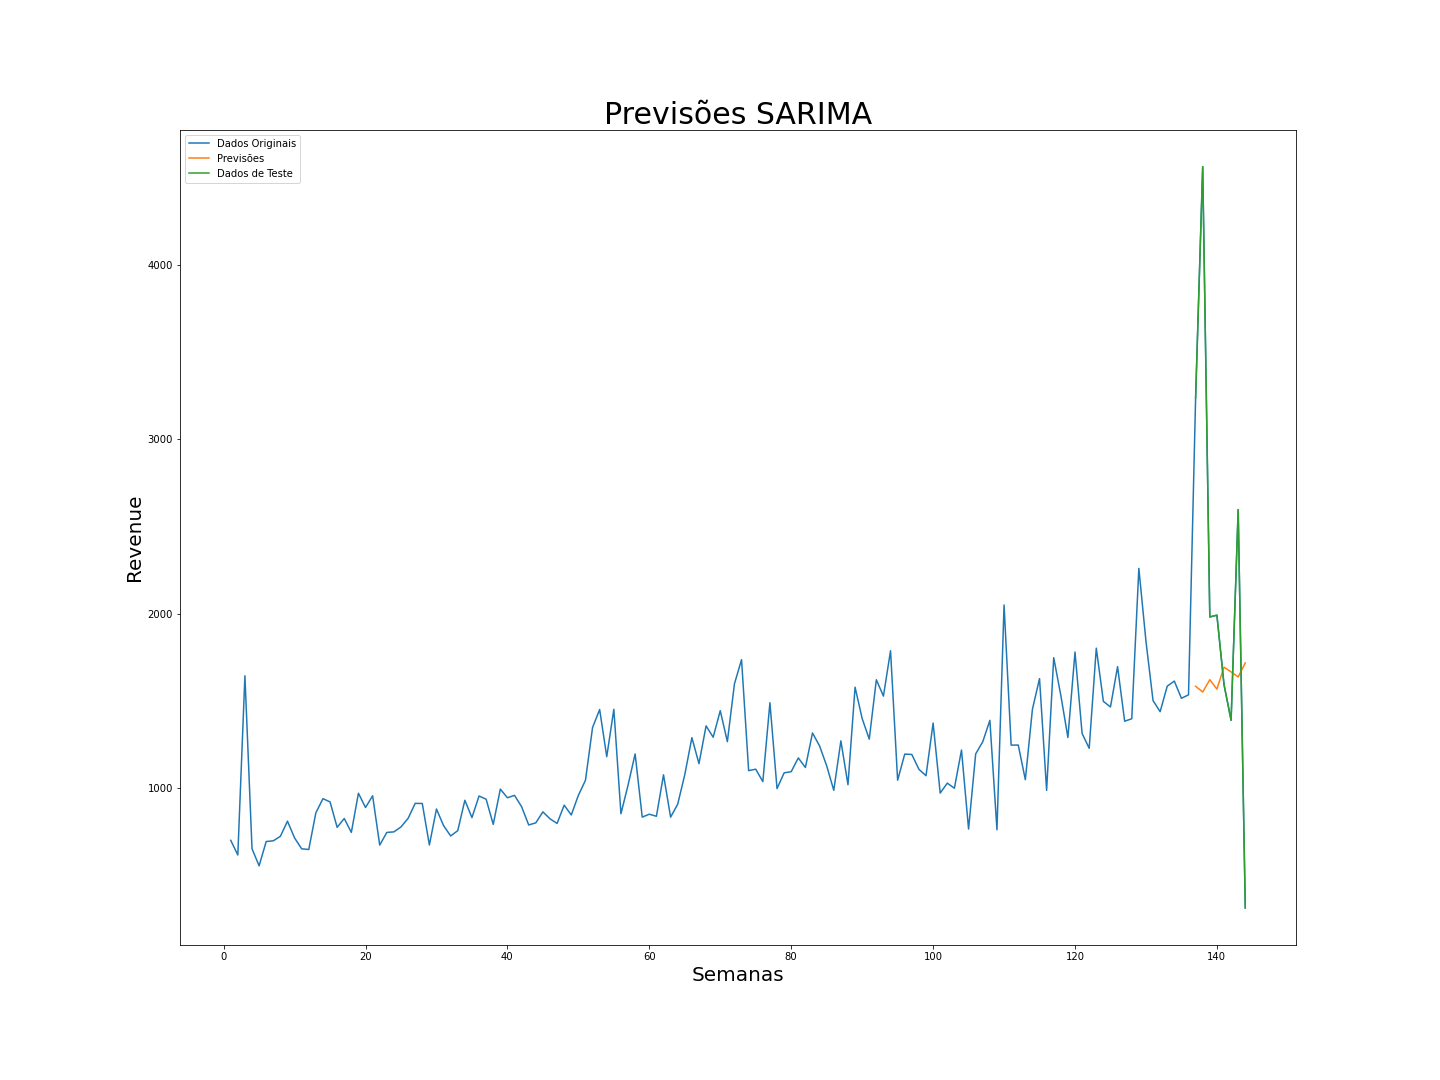 Previsões SARIMA
Dados Originais
Previsões
Dados de Teste
4000
3000
2000
1000
Revenue
0 20 40 60 80 100 120 140
Semanas